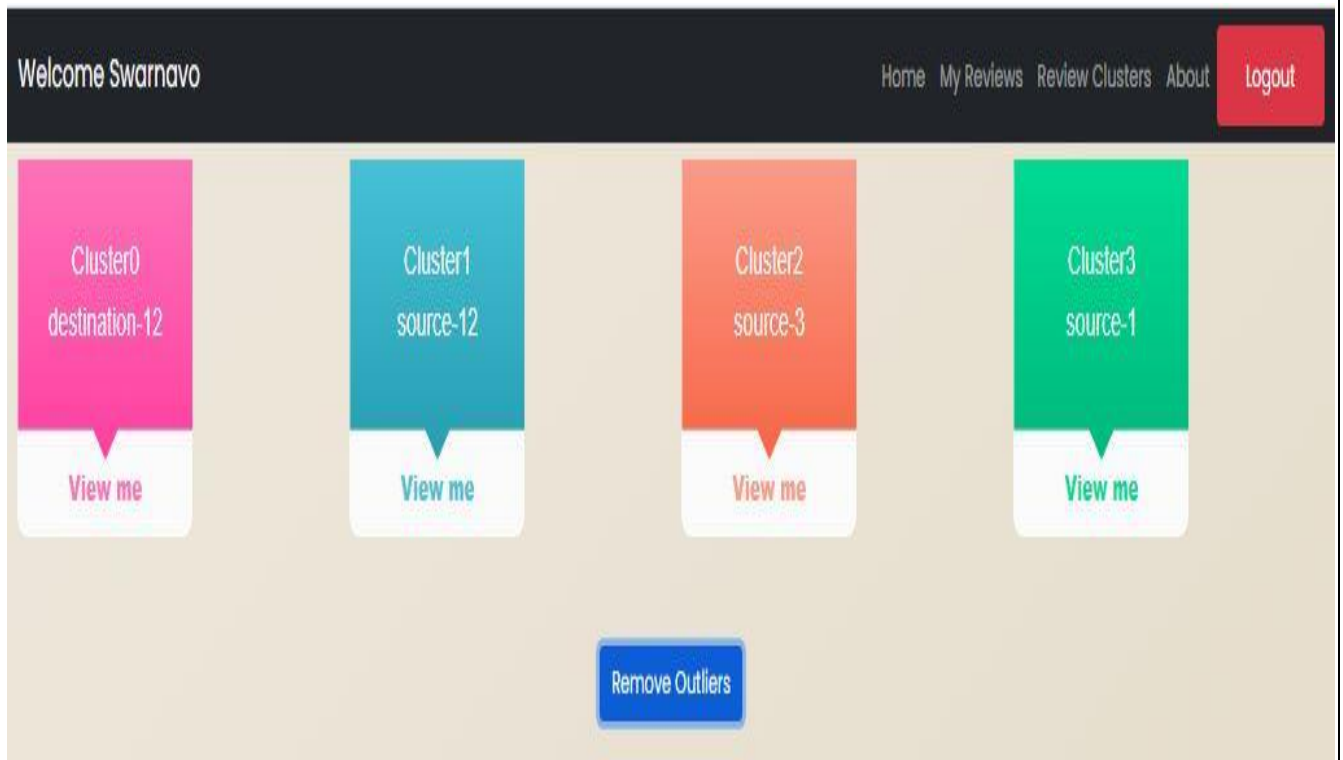 Welcome Swarnavo
Home My Reviews Review Clusters About Logout
Cluster0
destination-12
View me
Cluster1
source-12
View me
Cluster2
source-3
View me
Cluster3
source-1
View me
Remove Outliers